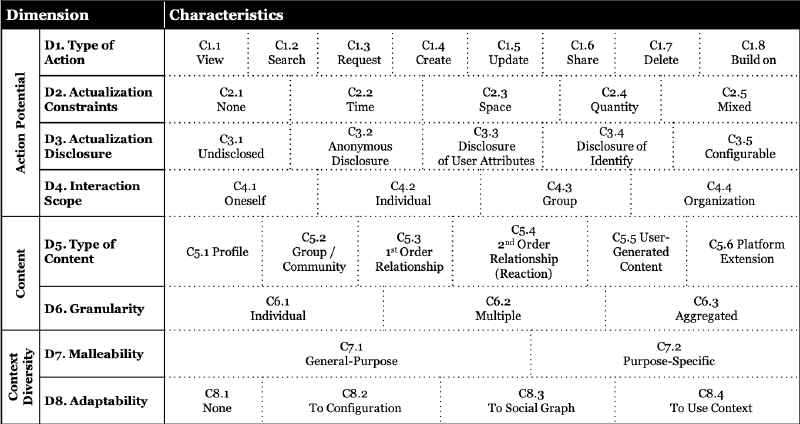 Dimension Characteristics
Action Potential
D1. Type of Action
C1.1 View
C1.2 Search
C1.3 Request
C1.4 Create
C1.5 Update
C1.6 Share
C1.7 Delete
C1.8 Build on
D2. Actualization Constraints
C2.1 None
C2.2 Time
C2.3 Space
C2.4 Quantity
C2.5 Mixed
D3. Actualization Disclosure
C3.1 Undisclosed
C3.2 Anonymous Disclosure
C3.3 Disclosure of User Attributes
C3.4 Disclosure of Identify
C3.5 Configurable
D4. Interaction Scope
C4.1 Oneself
C4.2 Individual
C4.3 Group
C4.4 Organization
Content
D5. Type of Content
C5.1 Profile
C5.2 Group / Community
C5.3 1st Order Relationship
C5.4 2nd Order Relationship (Reaction)
C5.5 User-Generated Content
C5.6 Platform Extension
D6. Granularity
C6.1 Individual
C6.2 Multiple
C6.3 Aggregated
Context Diversity
D7. Malleability
C7.1 General-Purpose
C7.2 Purpose-Specific
D8. Adaptability
C8.1 None
C8.2 To Configuration
C8.3 To Social Graph
C8.4 To Use Context